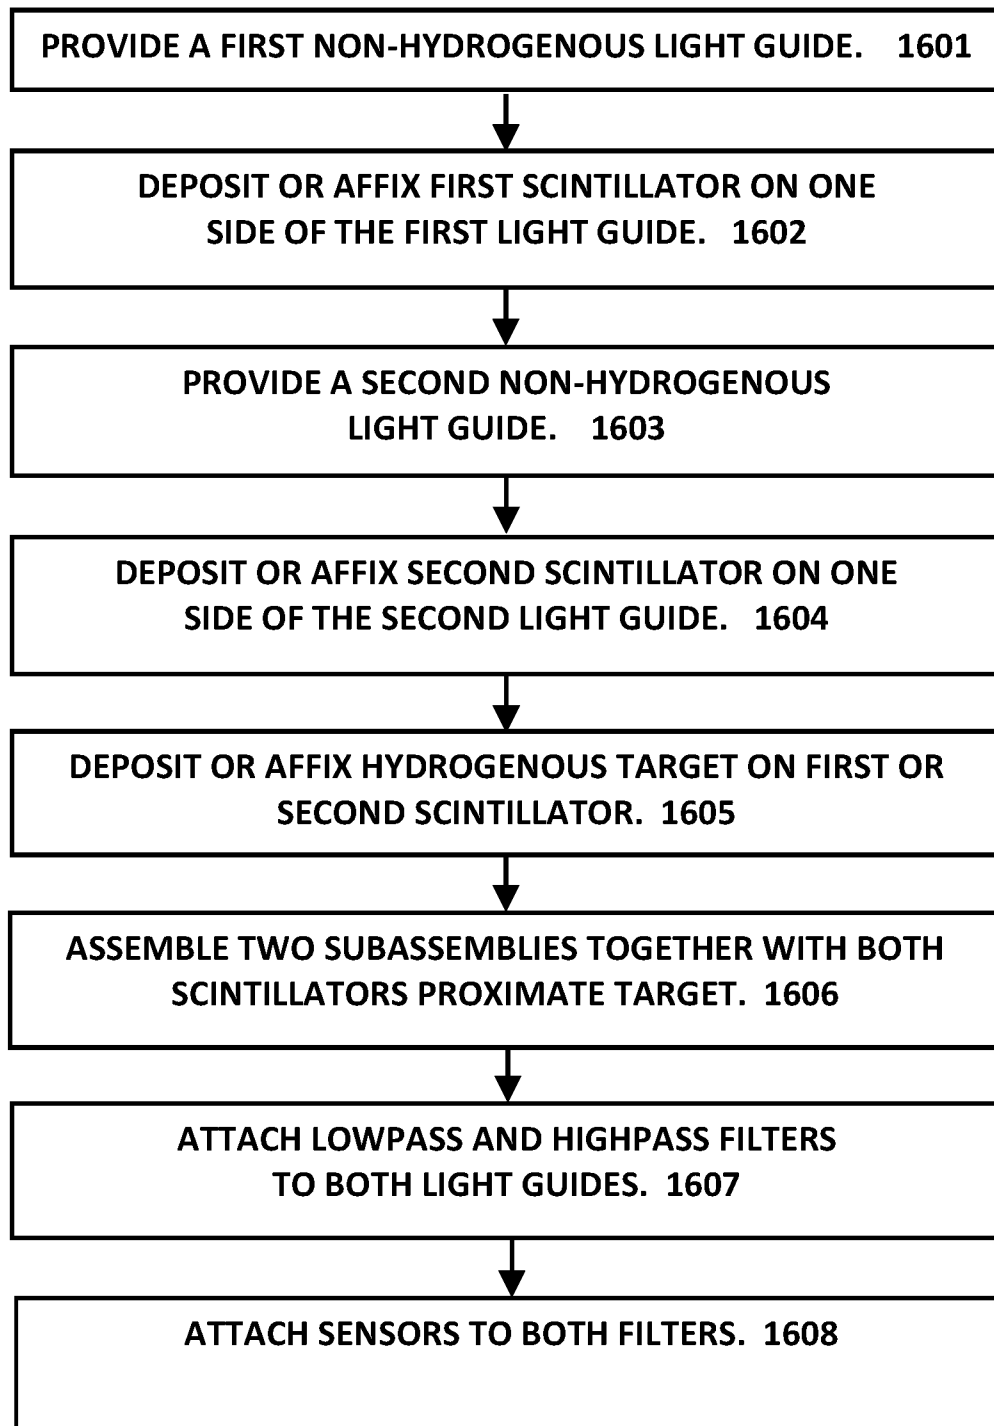 PROVIDE A FIRST NON-HYDROGENOUS LIGHT GUIDE. 1601
DEPOSIT OR AFFIX FIRST SCINTILLATOR ON ONE
SIDE OF THE FIRST LIGHT GUIDE. 1602
PROVIDE A SECOND NON-HYDROGENOUS
LIGHT GUIDE. 1603
DEPOSIT OR AFFIX SECOND SCINTILLATOR ON ONE
SIDE OF THE SECOND LIGHT GUIDE. 1604
DEPOSIT OR AFFIX HYDROGENOUS TARGET ON FIRST OR
SECOND SCINTILLATOR. 1605
ASSEMBLE TWO SUBASSEMBLIES TOGETHER WITH BOTH
SCINTILLATORS PROXIMATE TARGET. 1606
ATTACH LOWPASS AND HIGHPASS FILTERS
TO BOTH LIGHT GUIDES. 1607
ATTACH SENSORS TO BOTH FILTERS. 1608